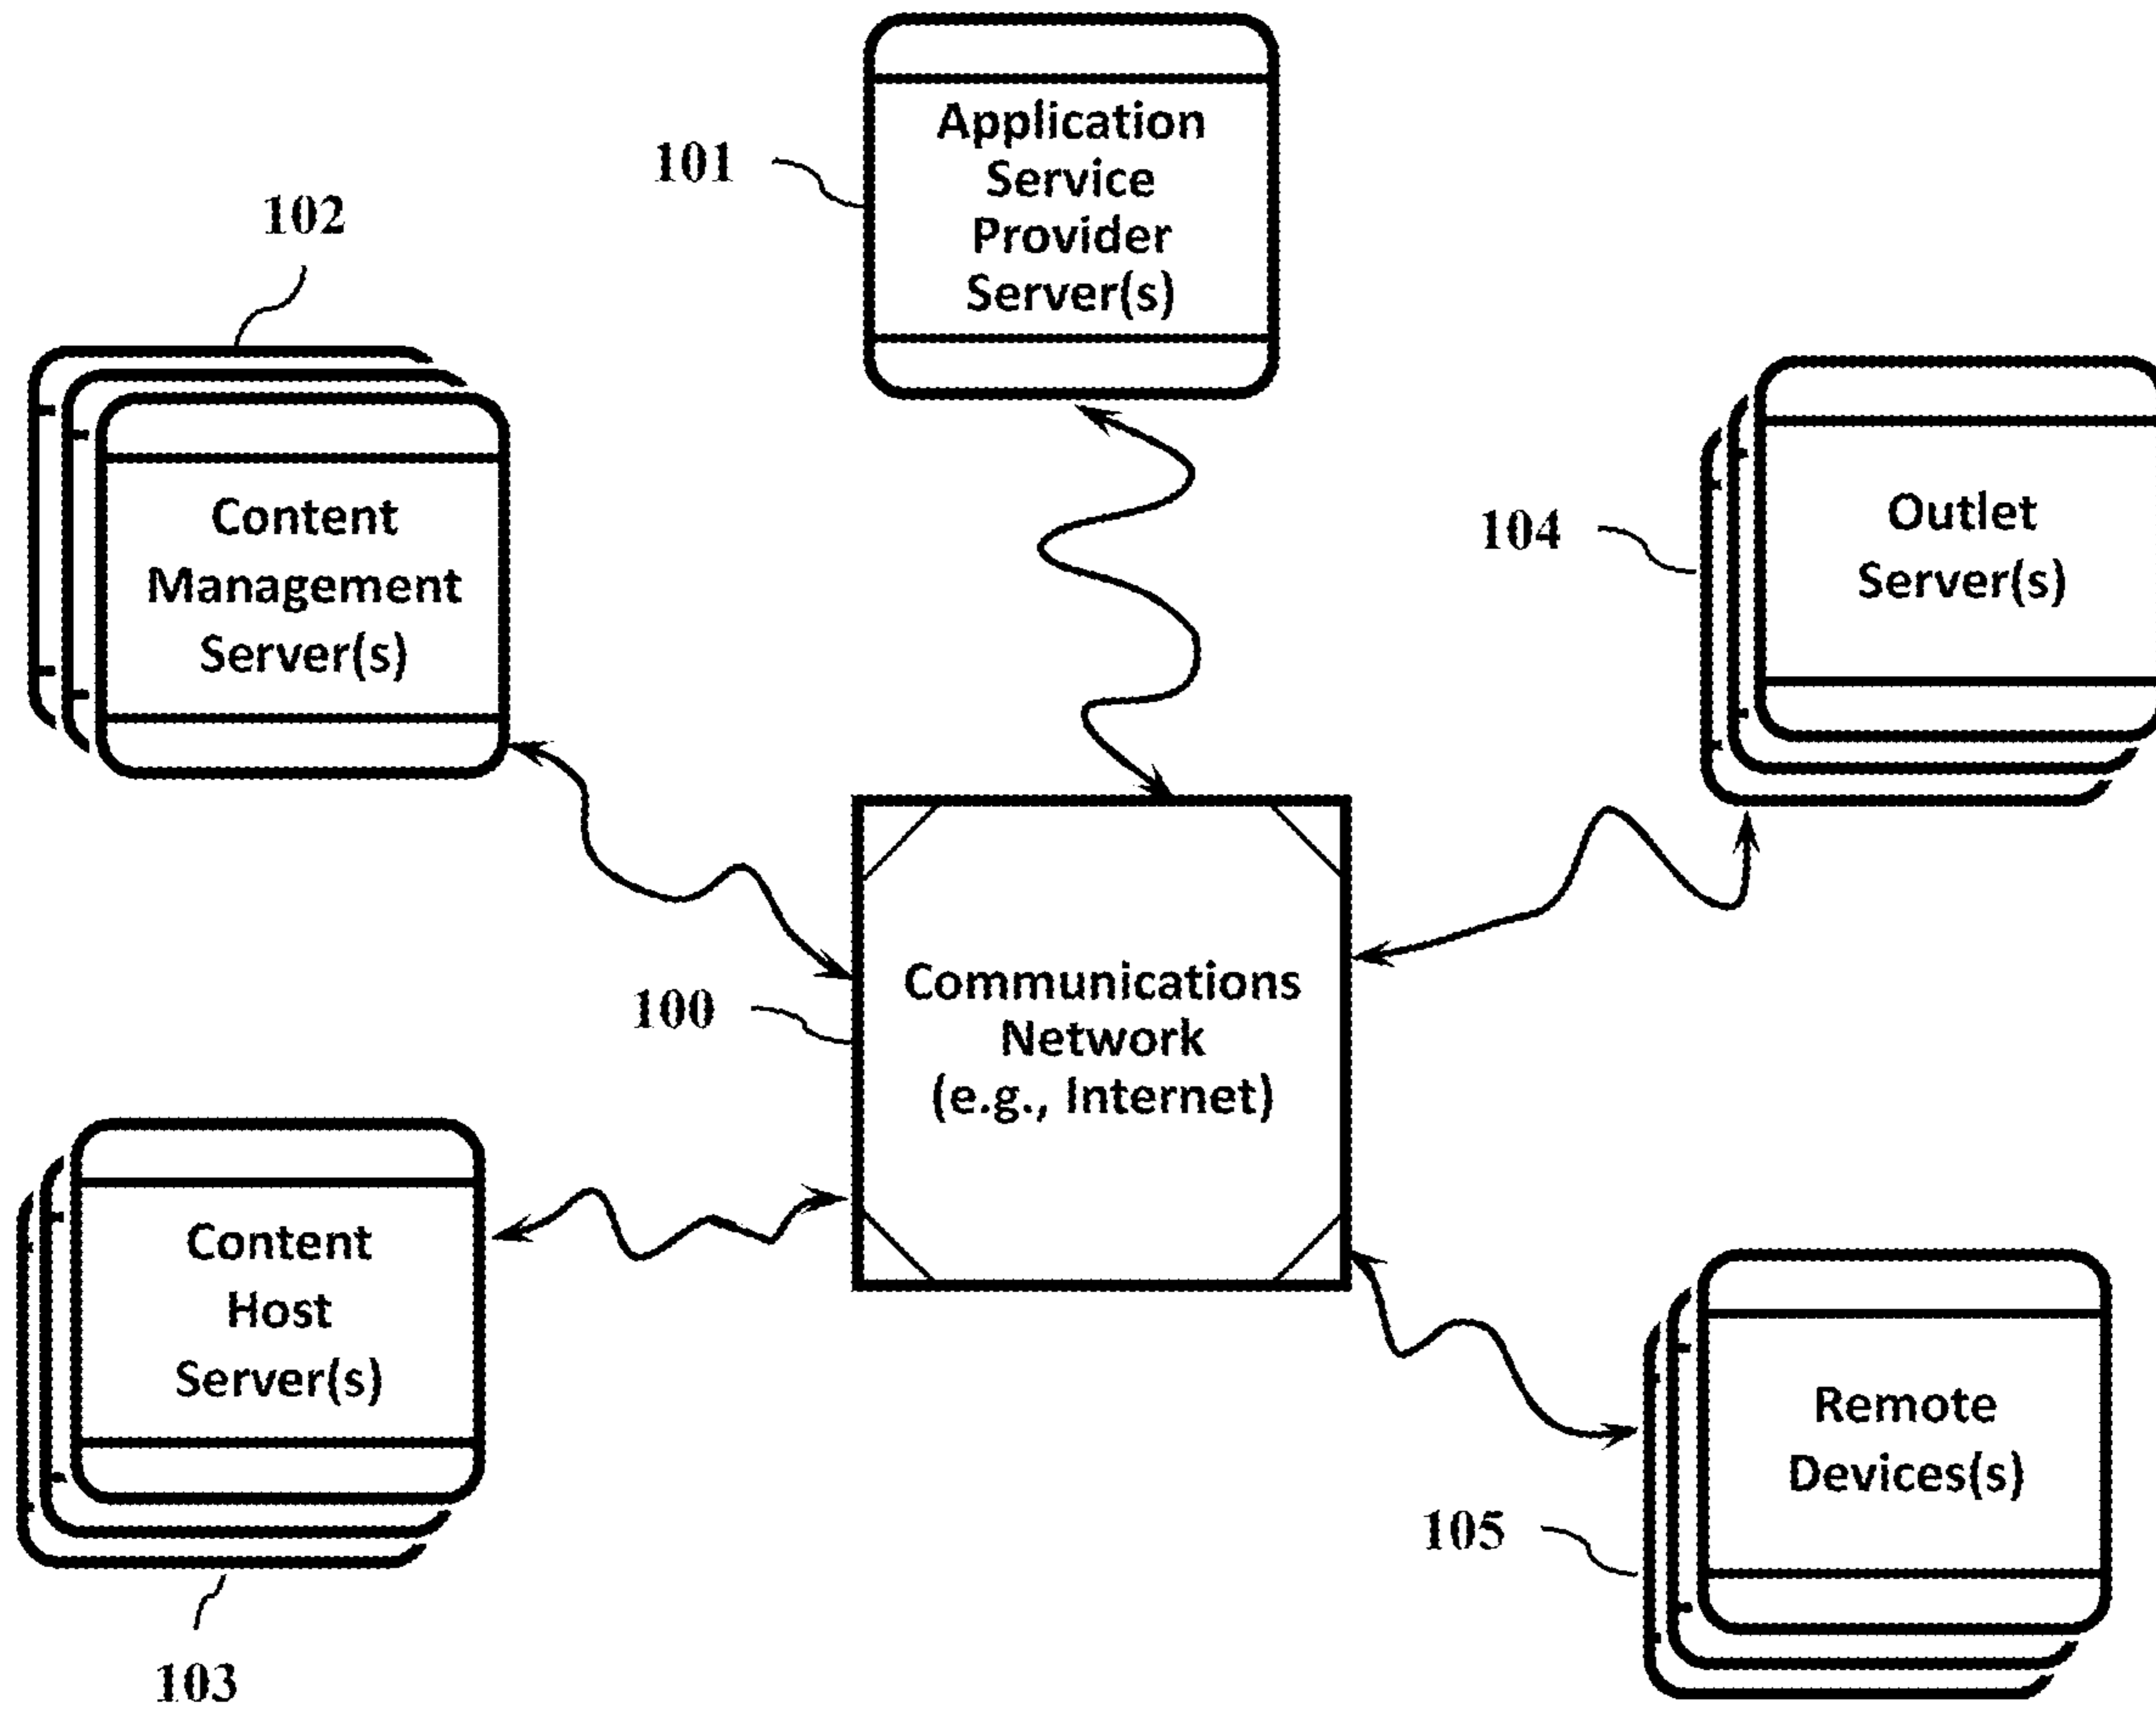 101
Application
Service
Provider
Server(s)
102
Content
Management
Server(s)
104
Outlet
Server(s)
100
Communications
Network
(e.g., Internet)
Content
Host
Server(s)
103
Remote
Devices(s)
105